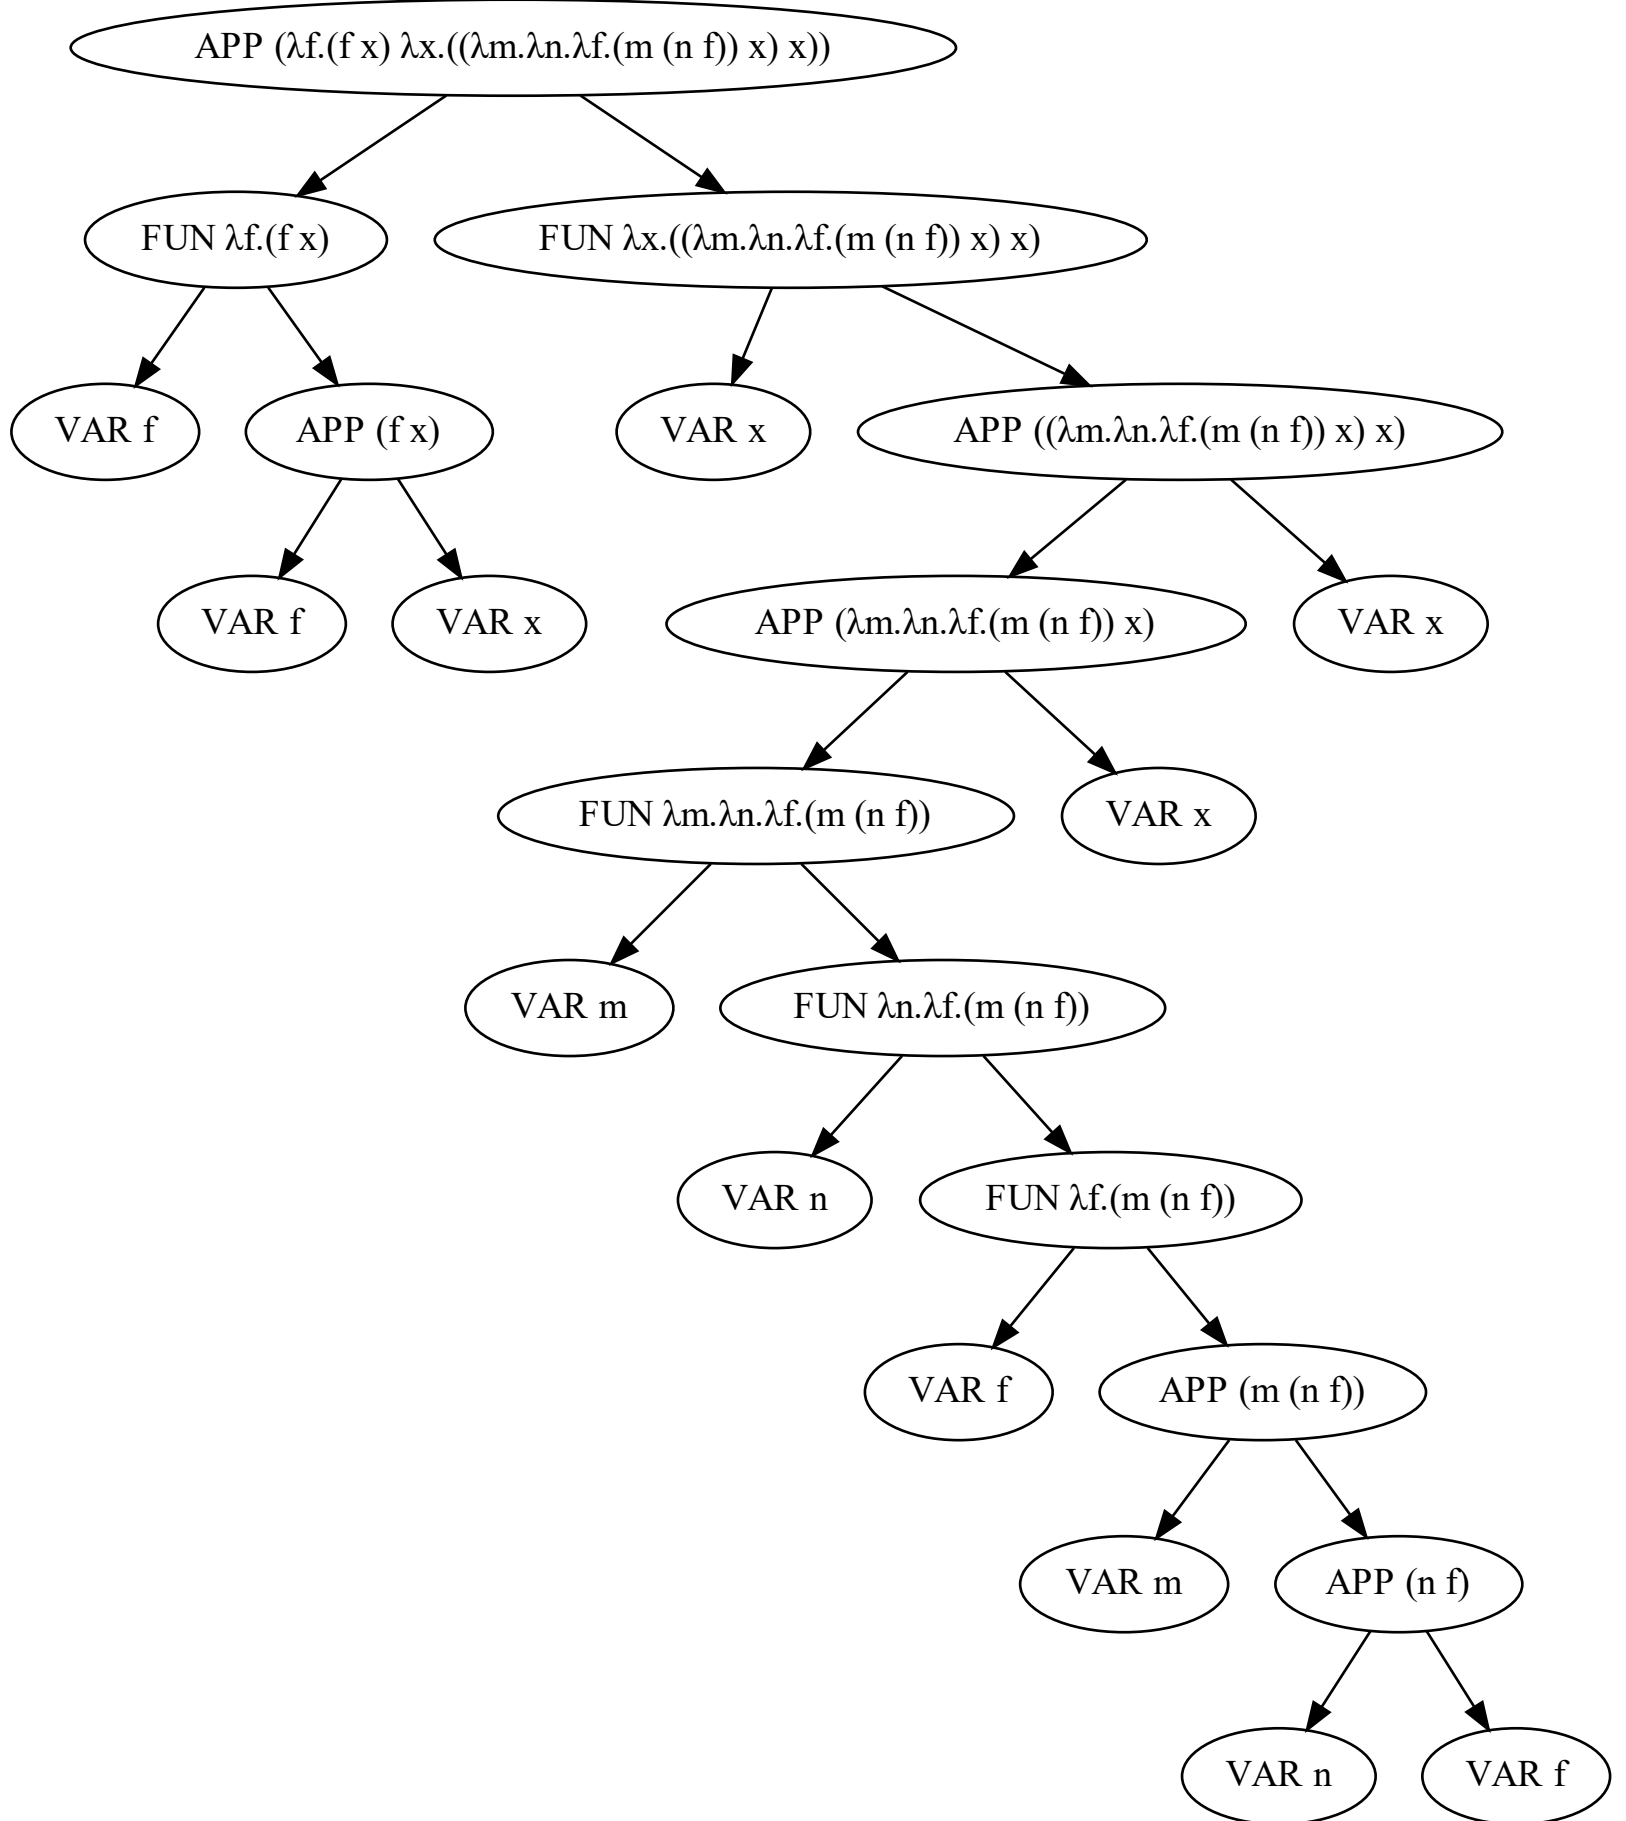 APP (λf.(f x) λx.((λm.λn.λf.(m (n f)) x) x))
FUN λf.(f x)
FUN λx.((λm.λn.λf.(m (n f)) x) x)
VAR f
APP (f x)
VAR x
APP ((λm.λn.λf.(m (n f)) x) x)
VAR f
VAR x
APP (λm.λn.λf.(m (n f)) x)
VAR x
FUN λm.λn.λf.(m (n f))
VAR x
VAR m
FUN λn.λf.(m (n f))
VAR n
FUN λf.(m (n f))
VAR f
APP (m (n f))
VAR m
APP (n f)
VAR n
VAR f